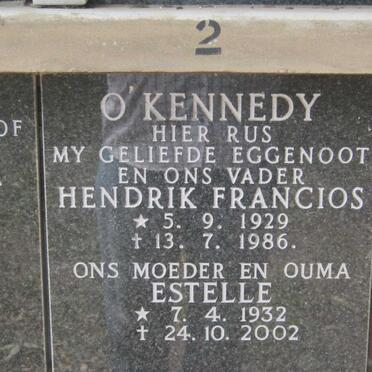 2
OF
O'KENNEDY
HIER RUS
MY GELIEFDE EGGENOOT
EN ONS VADER
HENDRIK FRANCIOS
★ 5. 9. 1929
† 13. 7. 1986.
ONS MOEDER EN OUMA
ESTELLE
★ 7. 4. 1932
† 24. 10. 2002